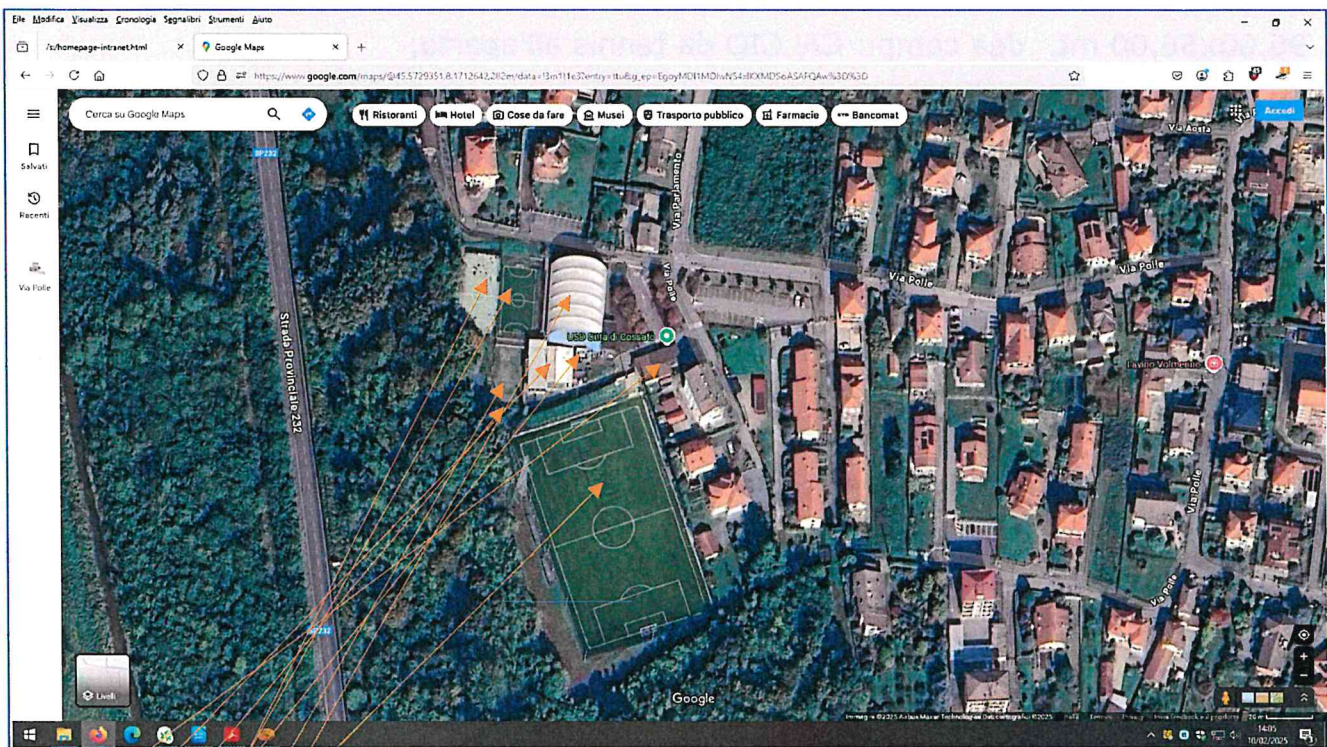 File Modifica Visualizza Cronologia Segnalibri Strumenti Aiuto
/s/homepage-intranet.html
Google Maps
Cerca su Google Maps
Ristoranti
Hotel
Cose da fare
Musei
Trasporto pubblico
Farmacie
Bancomat
Accedi
Salvati
Recenti
Via Polle
SP232
Via Aosta
Via Parlamento
Via Polle
Via Polle
Via Polle
USD Città di Cossato
Strada Provinciale 232
Via Polle
Via Polle
SP232
Livelli
Google
14:05
10/02/2025